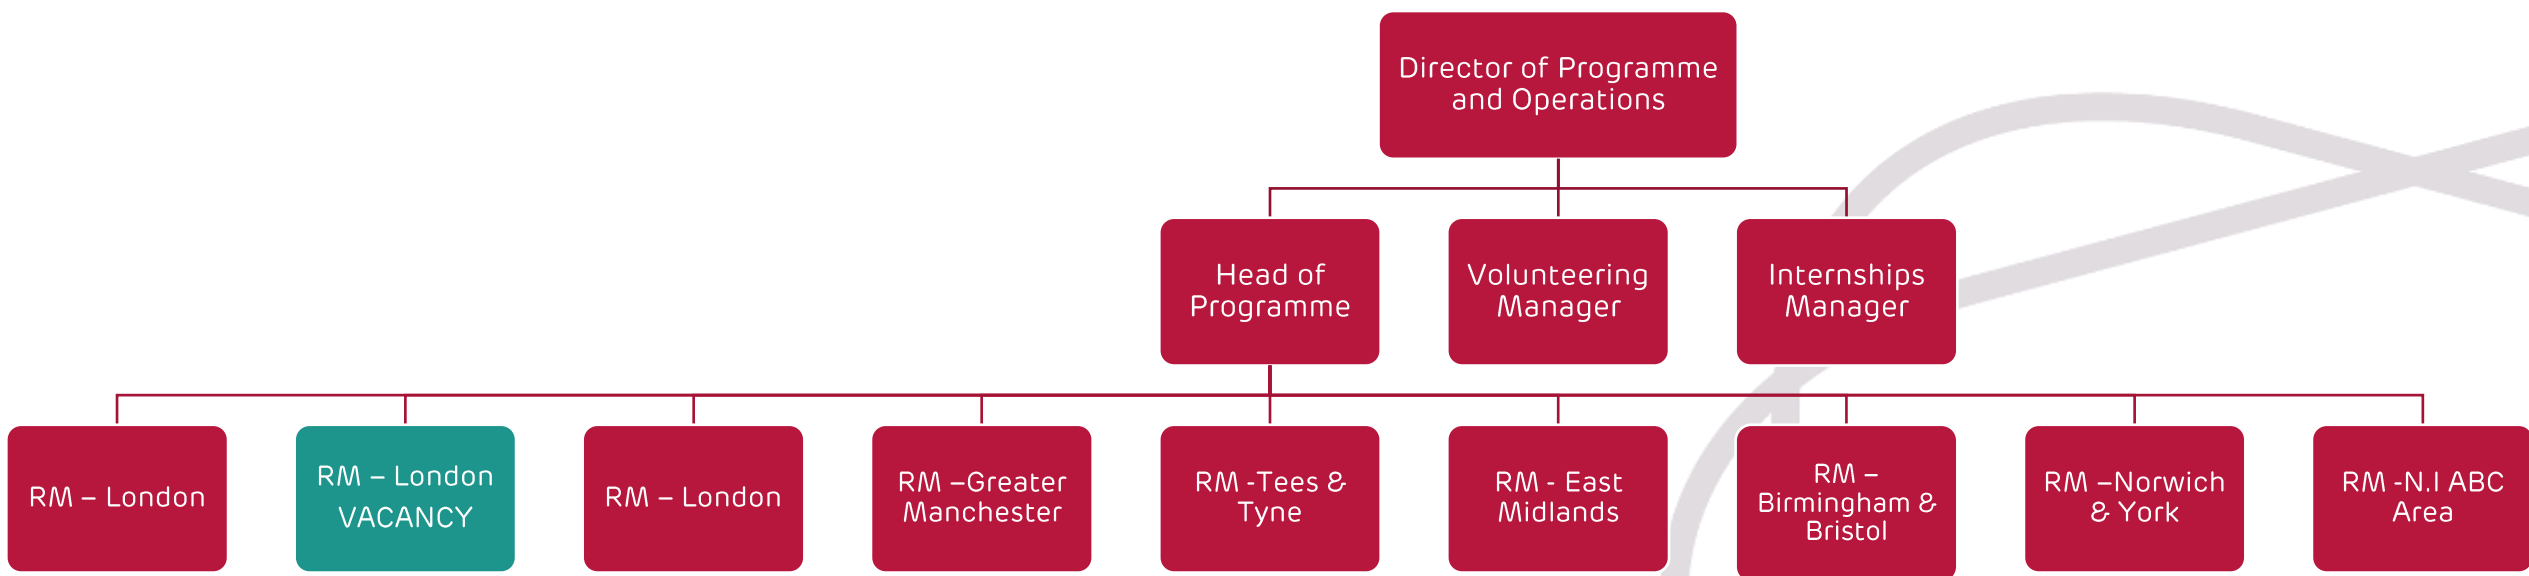 Director of Programme
and Operations
Head of
Programme
Volunteering
Manager
Internships
Manager
RM – London
RM – London
VACANCY
RM – London
RM –Greater
Manchester
RM -Tees &
Tyne
RM - East
Midlands
RM –
Birmingham &
Bristol
RM –Norwich
& York
RM -N.I ABC
Area